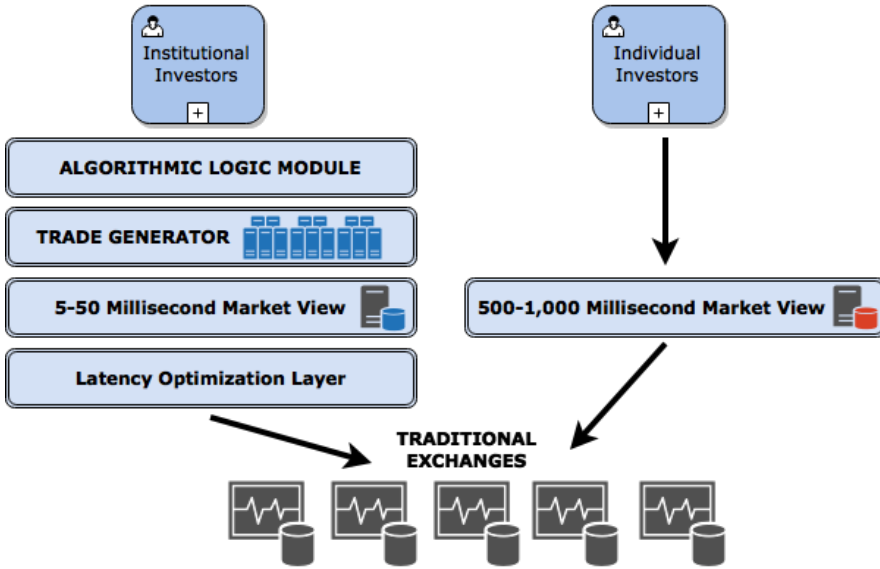 Institutional
Investors
+
Individual
Investors
+
ALGORITHMIC LOGIC MODULE
TRADE GENERATOR
5-50 Millisecond Market View
500-1,000 Millisecond Market View
Latency Optimization Layer
TRADITIONAL
EXCHANGES